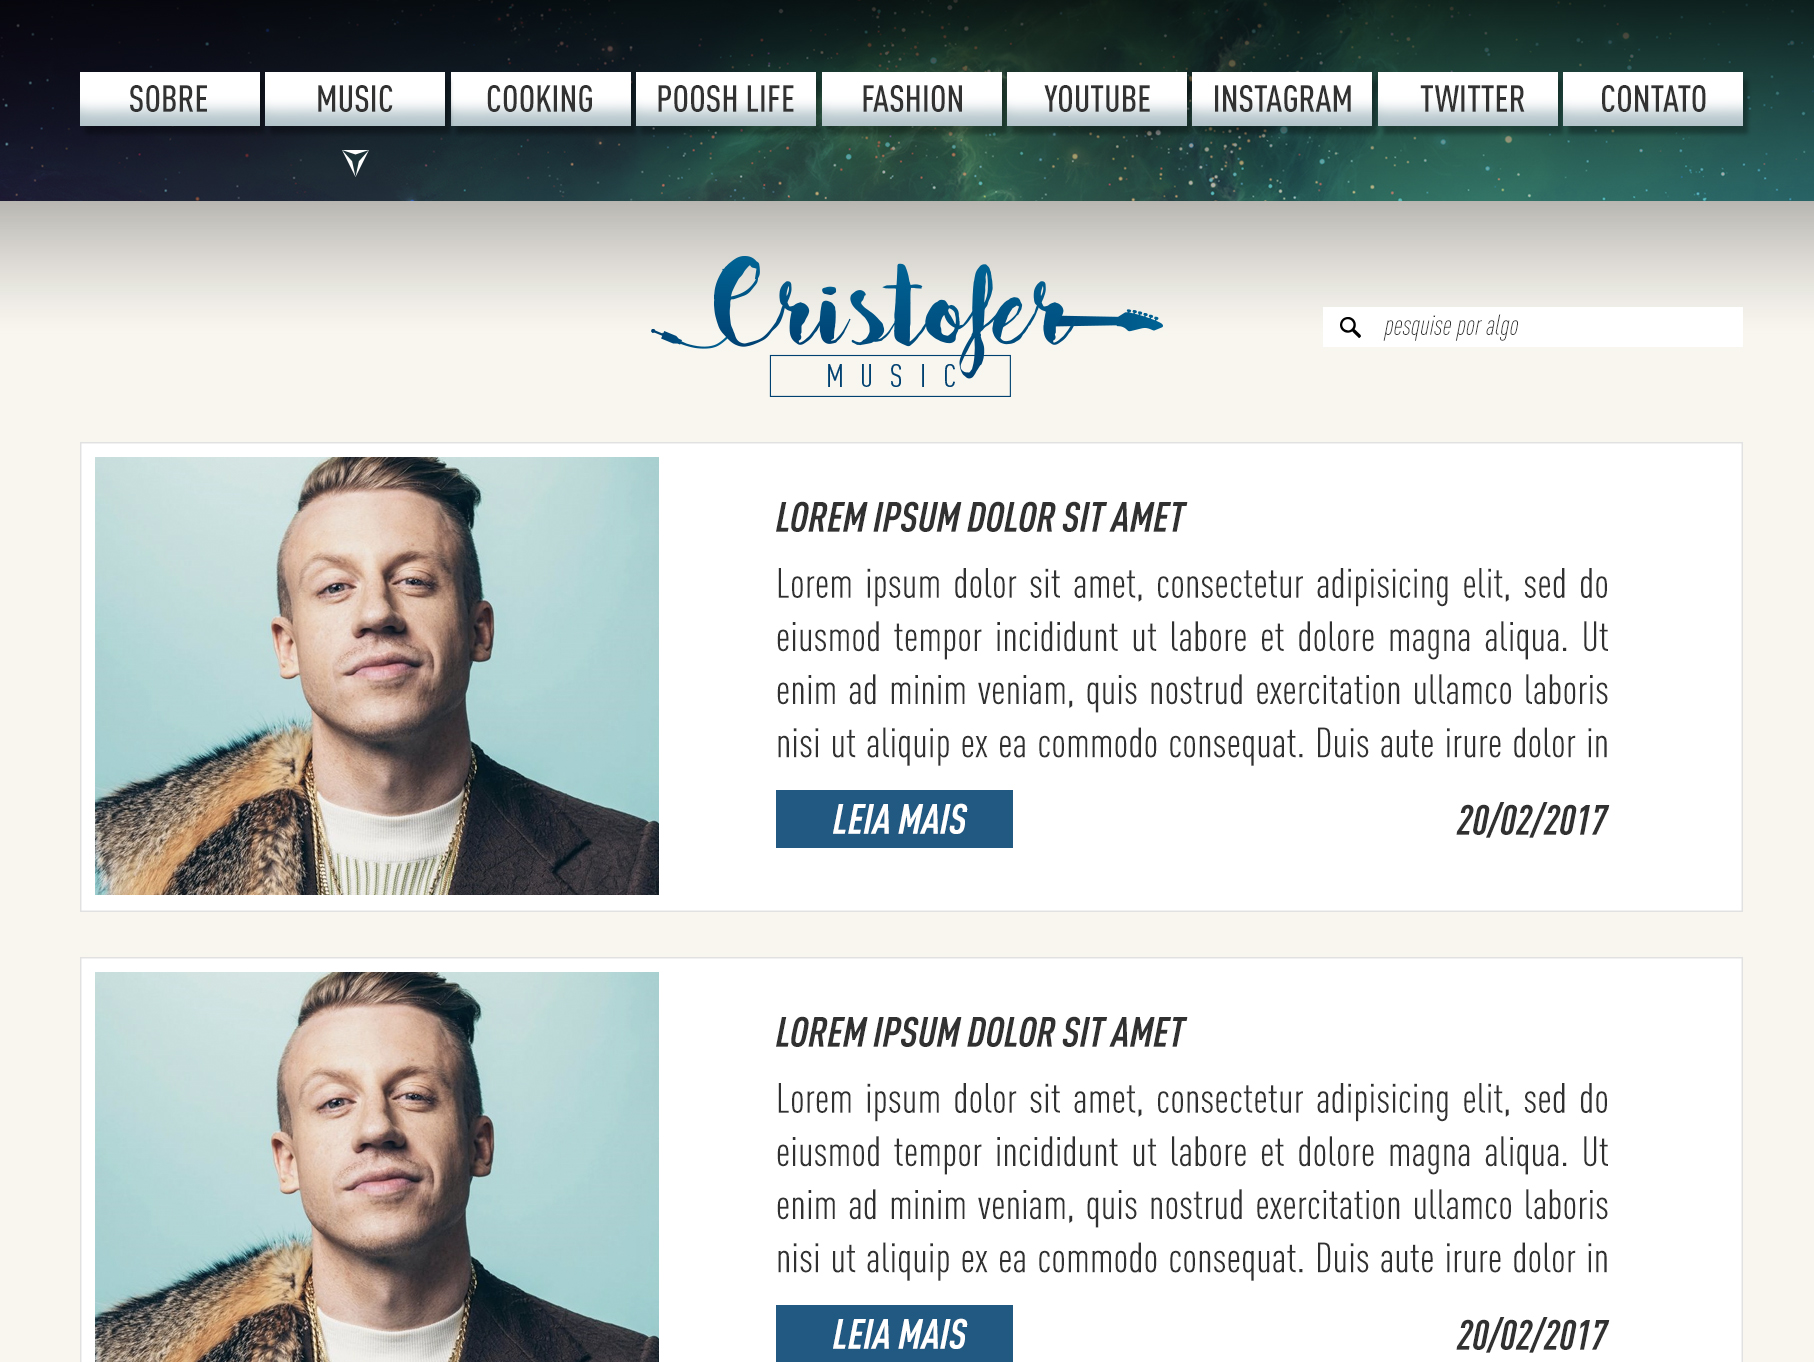 SOBRE
MUSIC
COOKING
POOSH LIFE
FASHION
YOUTUBE
INSTAGRAM
TWITTER
CONTATO
Cristofer
MUSIC
pesquise por algo
LOREM IPSUM DOLOR SIT AMET
Lorem ipsum dolor sit amet, consectetur adipisicing elit, sed do
eiusmod tempor incididunt ut labore et dolore magna aliqua. Ut
enim ad minim veniam, quis nostrud exercitation ullamco laboris
nisi ut aliquip ex ea commodo consequat. Duis aute irure dolor in
LEIA MAIS
20/02/2017
LOREM IPSUM DOLOR SIT AMET
Lorem ipsum dolor sit amet, consectetur adipisicing elit, sed do
eiusmod tempor incididunt ut labore et dolore magna aliqua. Ut
enim ad minim veniam, quis nostrud exercitation ullamco laboris
nisi ut aliquip ex ea commodo consequat. Duis aute irure dolor in
LEIA MAIS
20/02/2017